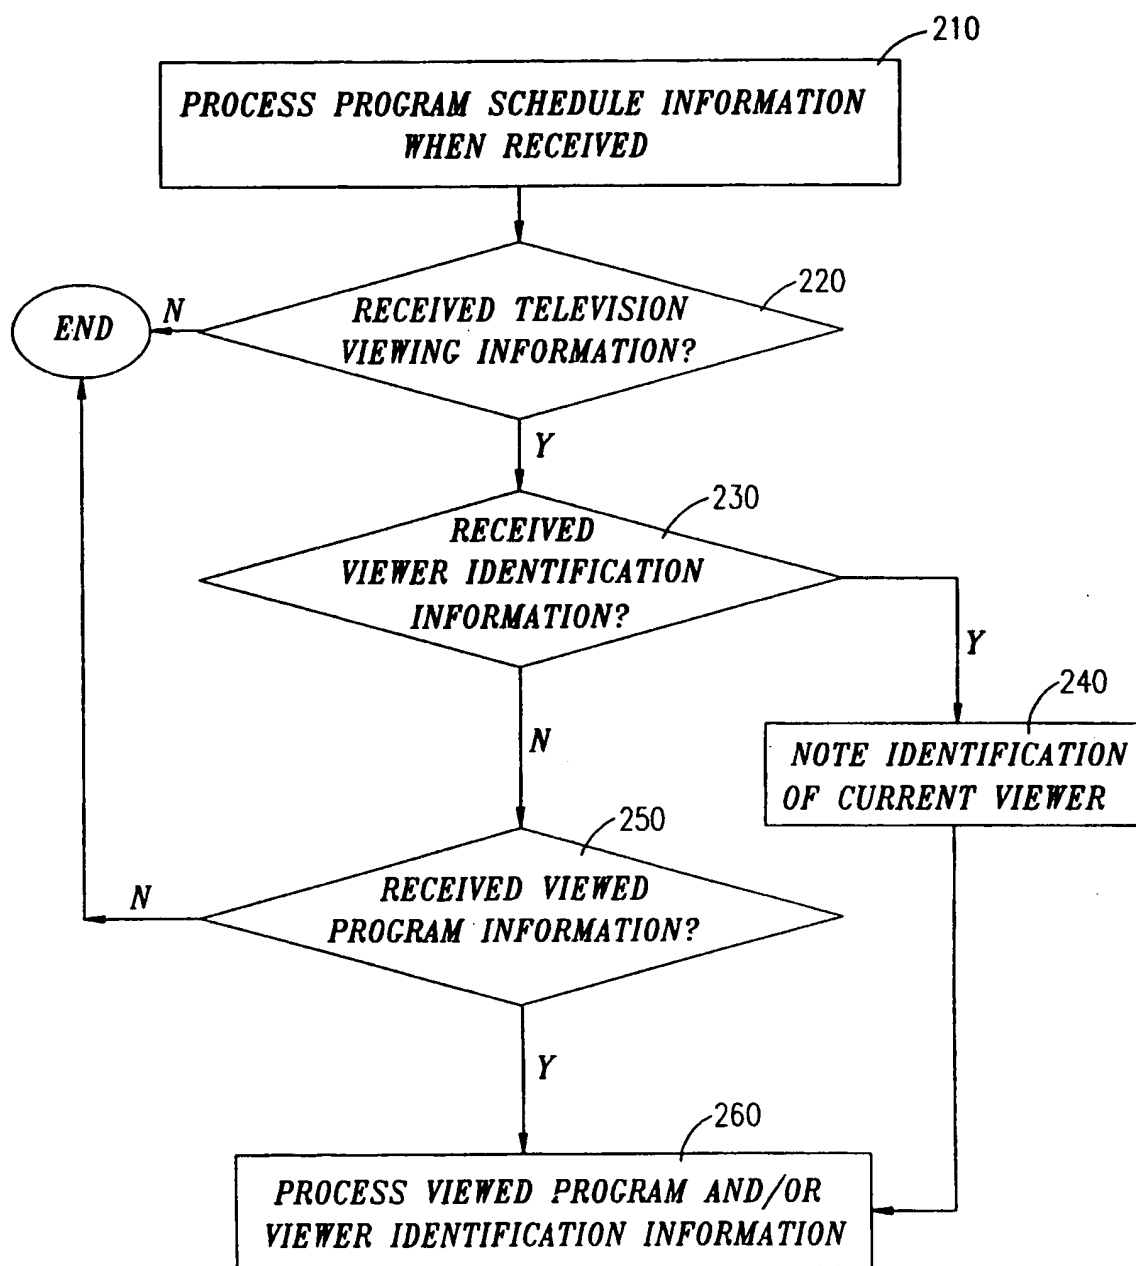 210
PROCESS PROGRAM SCHEDULE INFORMATION
WHEN RECEIVED
220
RECEIVED TELEVISION
VIEWING INFORMATION?
N
END
Y
230
RECEIVED
VIEWER IDENTIFICATION
INFORMATION?
Y
240
NOTE IDENTIFICATION
OF CURRENT VIEWER
N
250
RECEIVED VIEWED
PROGRAM INFORMATION?
N
Y
260
PROCESS VIEWED PROGRAM AND/OR
VIEWER IDENTIFICATION INFORMATION